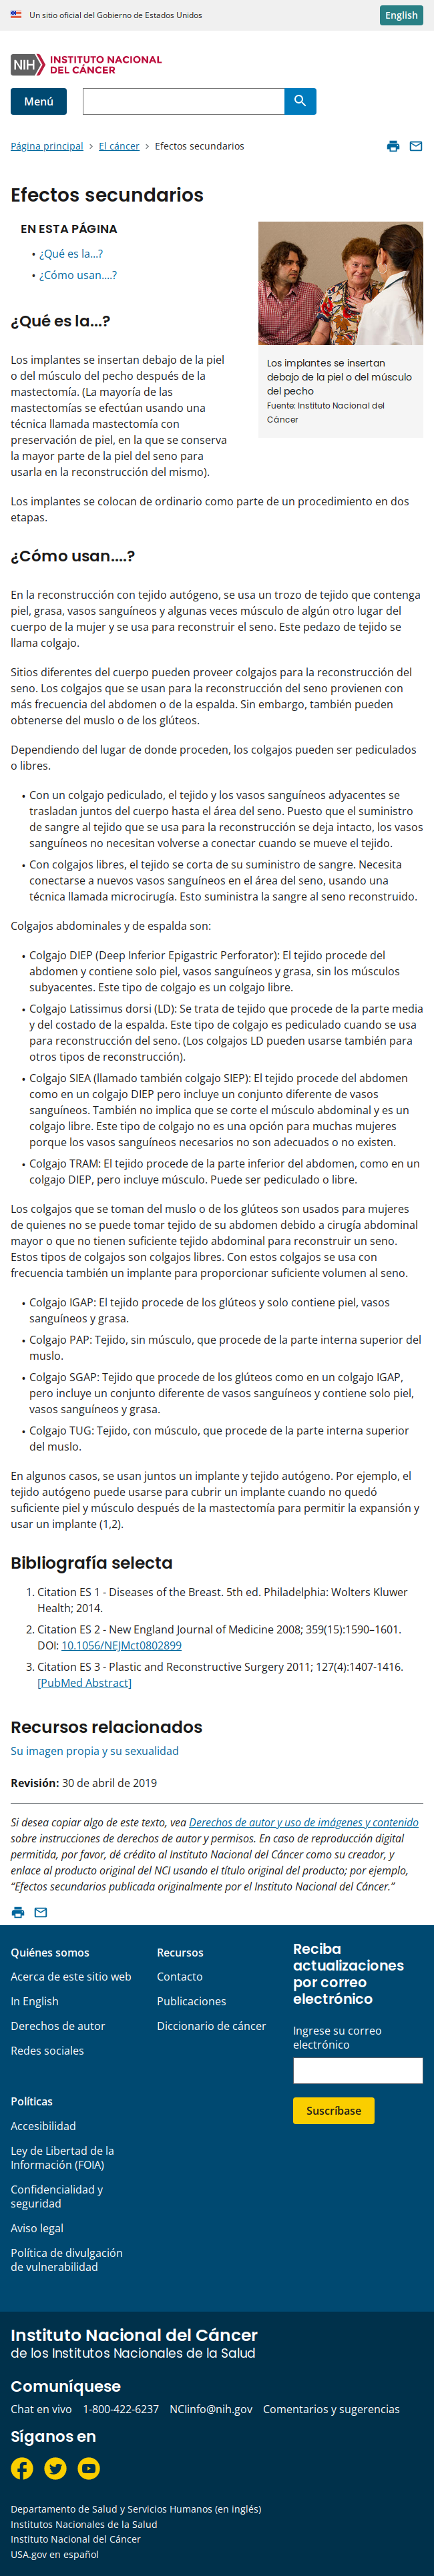 Un sitio oficial del Gobierno de Estados Unidos
English
NIH INSTITUTO NACIONAL
DEL CÁNCER
Menú
Página principal > El cáncer > Efectos secundarios
Efectos secundarios
EN ESTA PÁGINA
• ¿Qué es la...?
• ¿Cómo usan....?
Los implantes se insertan
debajo de la piel o del músculo
del pecho
Fuente: Instituto Nacional del
Cáncer
¿Qué es la...?
Los implantes se insertan debajo de la piel
o del músculo del pecho después de la
mastectomía. (La mayoría de las
mastectomías se efectúan usando una
técnica llamada mastectomía con
preservación de piel, en la que se conserva
la mayor parte de la piel del seno para
usarla en la reconstrucción del mismo).
Los implantes se colocan de ordinario como parte de un procedimiento en dos
etapas.
¿Cómo usan....?
En la reconstrucción con tejido autógeno, se usa un trozo de tejido que contenga
piel, grasa, vasos sanguíneos y algunas veces músculo de algún otro lugar del
cuerpo de la mujer y se usa para reconstruir el seno. Este pedazo de tejido se
llama colgajo.
Sitios diferentes del cuerpo pueden proveer colgajos para la reconstrucción del
seno. Los colgajos que se usan para la reconstrucción del seno provienen con
más frecuencia del abdomen o de la espalda. Sin embargo, también pueden
obtenerse del muslo o de los glúteos.
Dependiendo del lugar de donde proceden, los colgajos pueden ser pediculados
o libres.
• Con un colgajo pediculado, el tejido y los vasos sanguíneos adyacentes se
trasladan juntos del cuerpo hasta el área del seno. Puesto que el suministro
de sangre al tejido que se usa para la reconstrucción se deja intacto, los vasos
sanguíneos no necesitan volverse a conectar cuando se mueve el tejido.
• Con colgajos libres, el tejido se corta de su suministro de sangre. Necesita
conectarse a nuevos vasos sanguíneos en el área del seno, usando una
técnica llamada microcirugía. Esto suministra la sangre al seno reconstruido.
Colgajos abdominales y de espalda son:
• Colgajo DIEP (Deep Inferior Epigastric Perforator): El tejido procede del
abdomen y contiene solo piel, vasos sanguíneos y grasa, sin los músculos
subyacentes. Este tipo de colgajo es un colgajo libre.
• Colgajo Latissimus dorsi (LD): Se trata de tejido que procede de la parte media
y del costado de la espalda. Este tipo de colgajo es pediculado cuando se usa
para reconstrucción del seno. (Los colgajos LD pueden usarse también para
otros tipos de reconstrucción).
• Colgajo SIEA (llamado también colgajo SIEP): El tejido procede del abdomen
como en un colgajo DIEP pero incluye un conjunto diferente de vasos
sanguíneos. También no implica que se corte el músculo abdominal y es un
colgajo libre. Este tipo de colgajo no es una opción para muchas mujeres
porque los vasos sanguíneos necesarios no son adecuados o no existen.
• Colgajo TRAM: El tejido procede de la parte inferior del abdomen, como en un
colgajo DIEP, pero incluye músculo. Puede ser pediculado o libre.
Los colgajos que se toman del muslo o de los glúteos son usados para mujeres
de quienes no se puede tomar tejido de su abdomen debido a cirugía abdominal
mayor o que no tienen suficiente tejido abdominal para reconstruir un seno.
Estos tipos de colgajos son colgajos libres. Con estos colgajos se usa con
frecuencia también un implante para proporcionar suficiente volumen al seno.
• Colgajo IGAP: El tejido procede de los glúteos y solo contiene piel, vasos
sanguíneos y grasa.
• Colgajo PAP: Tejido, sin músculo, que procede de la parte interna superior del
muslo.
• Colgajo SGAP: Tejido que procede de los glúteos como en un colgajo IGAP,
pero incluye un conjunto diferente de vasos sanguíneos y contiene solo piel,
vasos sanguíneos y grasa.
• Colgajo TUG: Tejido, con músculo, que procede de la parte interna superior
del muslo.
En algunos casos, se usan juntos un implante y tejido autógeno. Por ejemplo, el
tejido autógeno puede usarse para cubrir un implante cuando no quedó
suficiente piel y músculo después de la mastectomía para permitir la expansión y
usar un implante (1,2).
Bibliografía selecta
1. Citation ES 1 - Diseases of the Breast. 5th ed. Philadelphia: Wolters Kluwer
Health; 2014.
2. Citation ES 2 - New England Journal of Medicine 2008; 359(15):1590–1601.
DOI: 10.1056/NEJMct0802899
3. Citation ES 3 - Plastic and Reconstructive Surgery 2011; 127(4):1407-1416.
[PubMed Abstract]
Recursos relacionados
Su imagen propia y su sexualidad
Revisión: 30 de abril de 2019
Si desea copiar algo de este texto, vea Derechos de autor y uso de imágenes y contenido
sobre instrucciones de derechos de autor y permisos. En caso de reproducción digital
permitida, por favor, dé crédito al Instituto Nacional del Cáncer como su creador, y
enlace al producto original del NCI usando el título original del producto; por ejemplo,
“Efectos secundarios publicada originalmente por el Instituto Nacional del Cáncer.”
Quiénes somos
Acerca de este sitio web
In English
Derechos de autor
Redes sociales
Recursos
Contacto
Publicaciones
Diccionario de cáncer
Reciba
actualizaciones
por correo
electrónico
Ingrese su correo
electrónico
Suscríbase
Políticas
Accesibilidad
Ley de Libertad de la
Información (FOIA)
Confidencialidad y
seguridad
Aviso legal
Política de divulgación
de vulnerabilidad
Instituto Nacional del Cáncer
de los Institutos Nacionales de la Salud
Comuníquese
Chat en vivo 1-800-422-6237 NCIinfo@nih.gov Comentarios y sugerencias
Síganos en
Departamento de Salud y Servicios Humanos (en inglés)
Institutos Nacionales de la Salud
Instituto Nacional del Cáncer
USA.gov en español